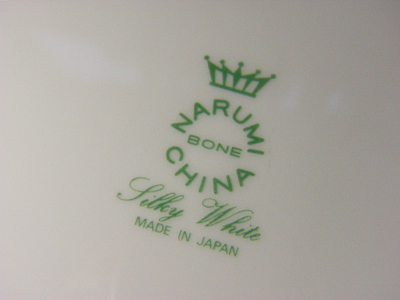 NARUMI
BONE
CHINA
Silky White
MADE IN JAPAN